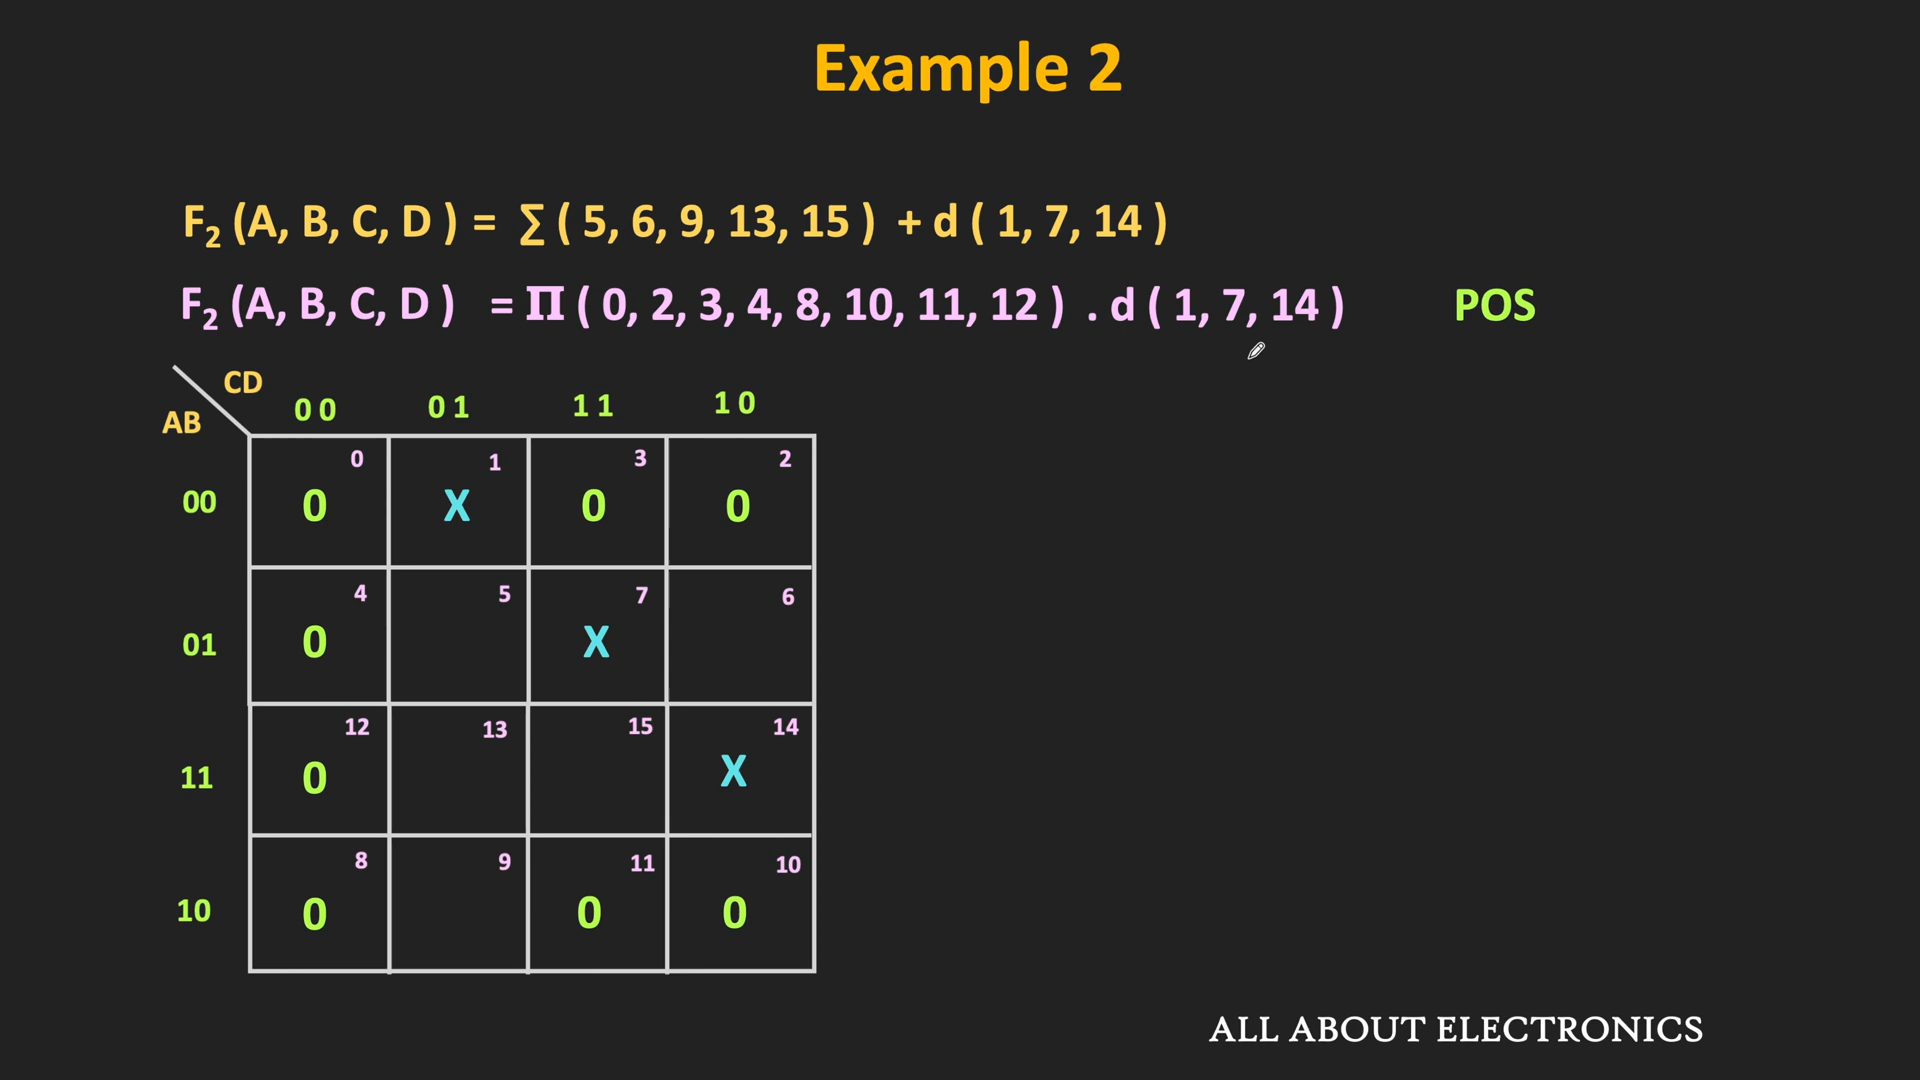 Example 2
F₂ (A, B, C, D ) = ∑ ( 5, 6, 9, 13, 15 ) + d ( 1, 7, 14 )
F₂ (A, B, C, D ) = Π ( 0, 2, 3, 4, 8, 10, 11, 12 ) . d ( 1, 7, 14 ) POS
CD
AB
0 0 0 1 1 1 1 0
0 1 3 2
00 0 X 0 0
4 5 7 6
01 0 X
12 13 15 14
11 0 X
8 9 11 10
10 0 0 0
ALL ABOUT ELECTRONICS